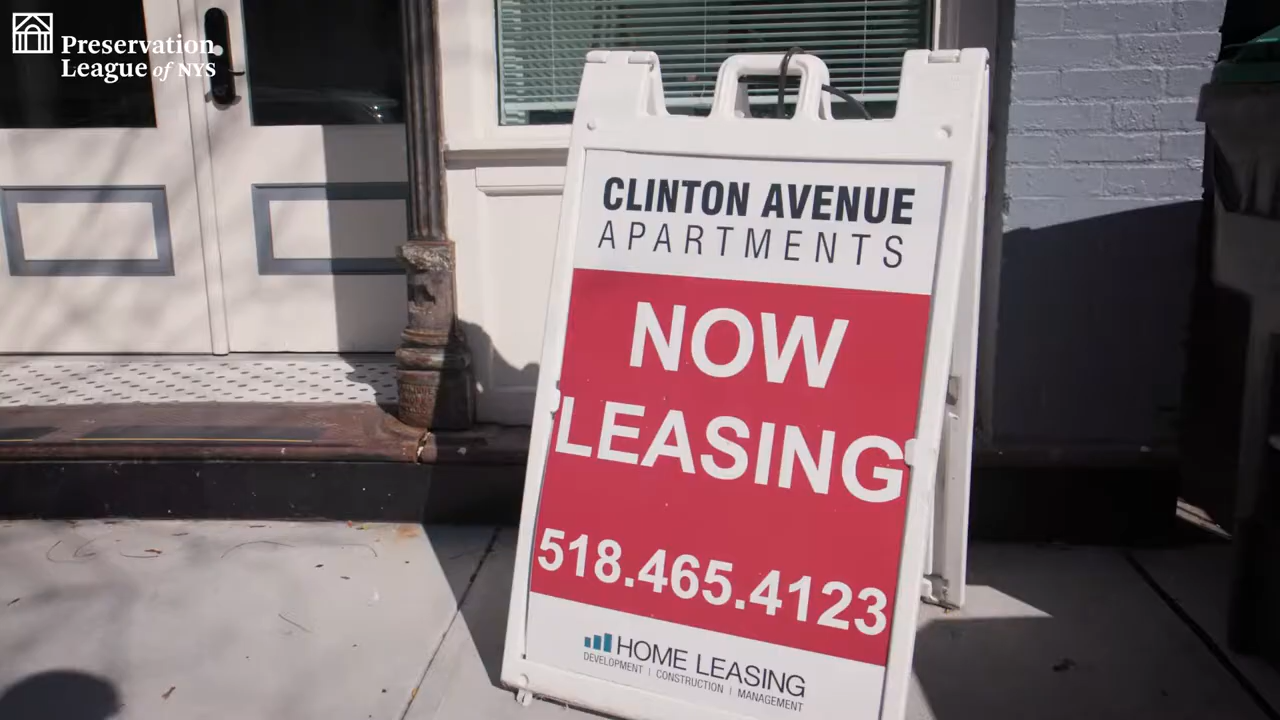 Preservation
League of NYS
CLINTON AVENUE
APARTMENTS
NOW
LEASING
518.465.4123
HOME LEASING
DEVELOPMENT | CONSTRUCTION | MANAGEMENT